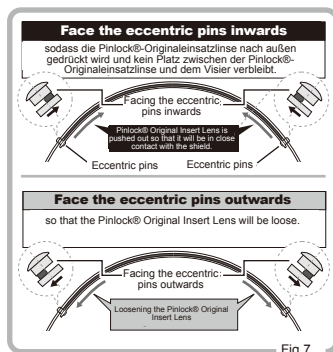 Face the eccentric pins inwards
sodass die Pinlock®-Originaleinsatzlinse nach außen
gedrückt wird und kein Platz zwischen der Pinlock®-
Originaleinsatzlinse und dem Visier verbleibt.
Facing the eccentric
pins inwards
Pinlock® Original Insert Lens is
pushed out so that it will be in close
contact with the shield.
Eccentric pins
Eccentric pins
Face the eccentric pins outwards
so that the Pinlock® Original Insert Lens will be loose.
Facing the eccentric
pins outwards
Loosening the Pinlock® Original
Insert Lens
Fig 7